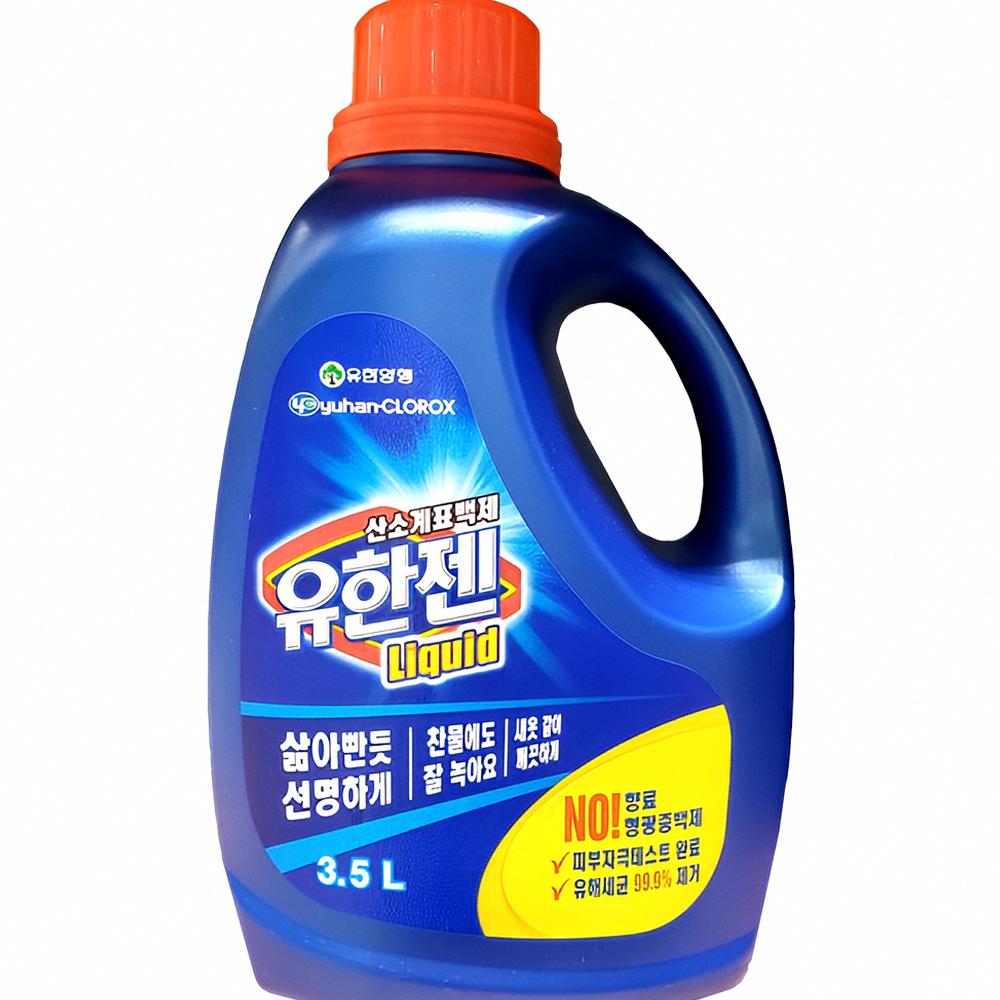 유한양행
yuhan-CLOROX
산소계표백제
유한젠
Liquid
삶아빤듯
선명하게
찬물에도
잘 녹아요
새옷 같이
깨끗하게
NO! 향료
형광증백제
✓ 피부자극테스트 완료
✓ 유해세균 99.9% 제거
3.5 L